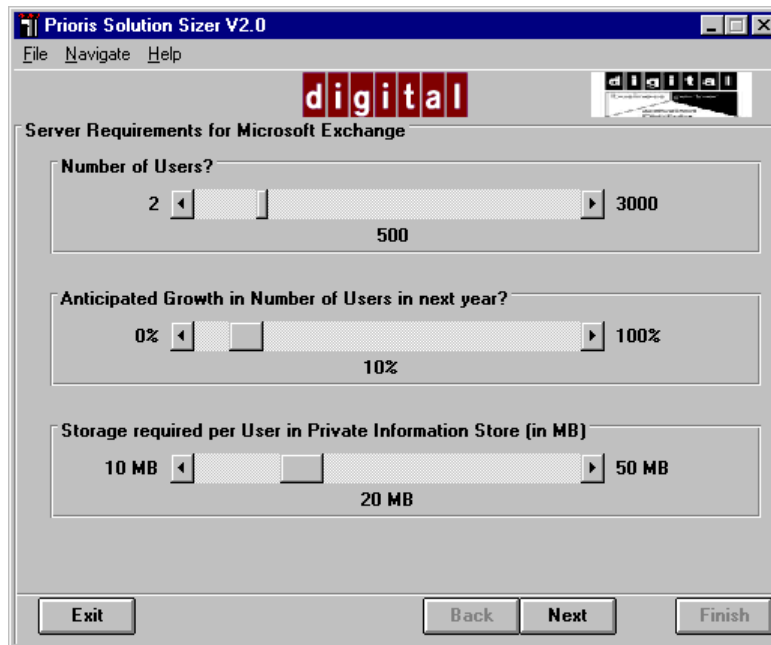 Prioris Solution Sizer V2.0
File Navigate Help
digital
digital
Server Requirements for Microsoft Exchange
Number of Users?
2 3000
500
Anticipated Growth in Number of Users in next year?
0% 100%
10%
Storage required per User in Private Information Store (in MB)
10 MB 50 MB
20 MB
Exit Back Next Finish